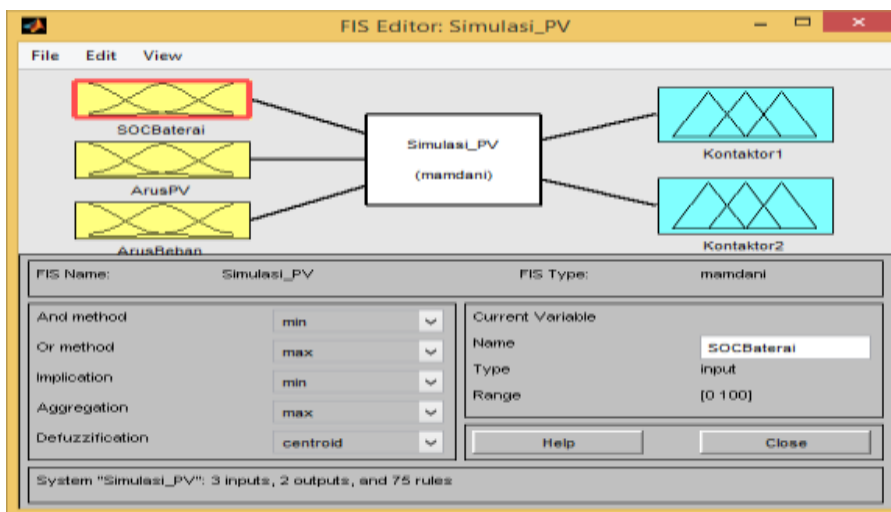 FIS Editor: Simulasi_PV
File Edit View
SOCBaterai
ArusPV
ArusBeban
Simulasi_PV
(mamdani)
Kontaktor1
Kontaktor2
FIS Name: Simulasi_PV FIS Type: mamdani
And method min
Or method max
Implication min
Aggregation max
Defuzzification centroid
Current Variable
Name SOCBaterai
Type input
Range [0 100]
Help Close
System "Simulasi_PV": 3 inputs, 2 outputs, and 75 rules